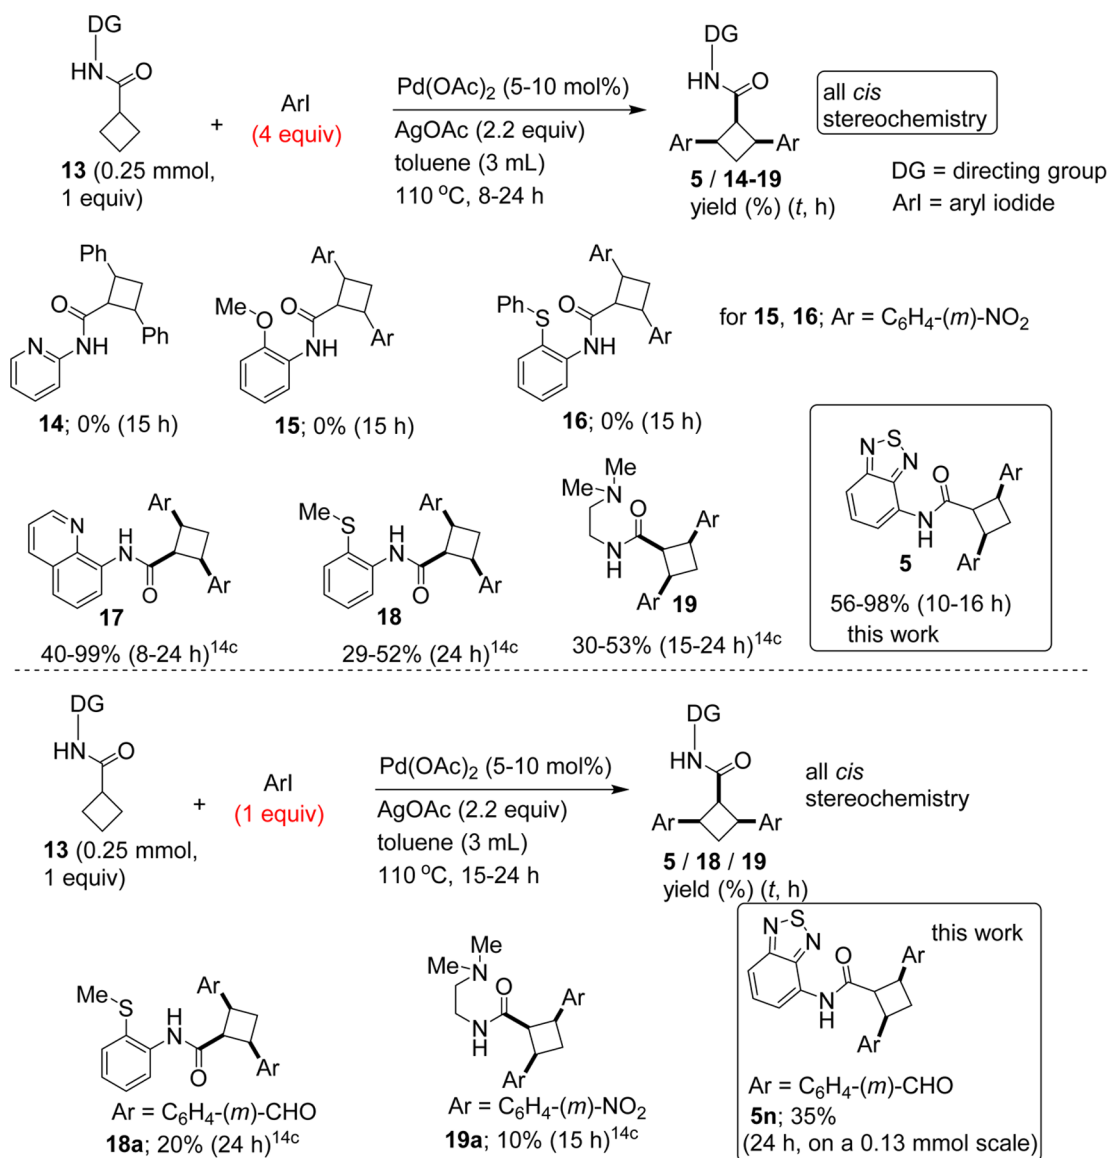 DG
HN
O
13 (0.25 mmol,
1 equiv)
+
ArI
(4 equiv)
Pd(OAc)2 (5-10 mol%)
AgOAc (2.2 equiv)
toluene (3 mL)
110 °C, 8-24 h
DG
HN
O
Ar
Ar
5 / 14-19
yield (%) (t, h)
all cis
stereochemistry
DG = directing group
ArI = aryl iodide
Ph
O
Ph
N
NH
14; 0% (15 h)
Ar
MeO
O
Ar
NH
15; 0% (15 h)
Ar
Ph
S
O
Ar
NH
16; 0% (15 h)
for 15, 16; Ar = C6H4-(m)-NO2
N
H
N
O
Ar
Ar
17
40-99% (8-24 h)14c
Me
S
H
N
O
Ar
Ar
18
29-52% (24 h)14c
Me
Me
N
O
N
H
Ar
Ar
19
30-53% (15-24 h)14c
S
N
N
O
N
H
Ar
Ar
5
56-98% (10-16 h)
this work
DG
HN
O
13 (0.25 mmol,
1 equiv)
+
ArI
(1 equiv)
Pd(OAc)2 (5-10 mol%)
AgOAc (2.2 equiv)
toluene (3 mL)
110 °C, 15-24 h
DG
HN
O
Ar
Ar
5 / 18 / 19
yield (%) (t, h)
all cis
stereochemistry
Me
S
H
N
O
Ar
Ar
Ar = C6H4-(m)-CHO
18a; 20% (24 h)14c
Me
Me
N
O
N
H
Ar
Ar
Ar = C6H4-(m)-NO2
19a; 10% (15 h)14c
S
N
N
this work
O
N
H
Ar
Ar
Ar = C6H4-(m)-CHO
5n; 35%
(24 h, on a 0.13 mmol scale)